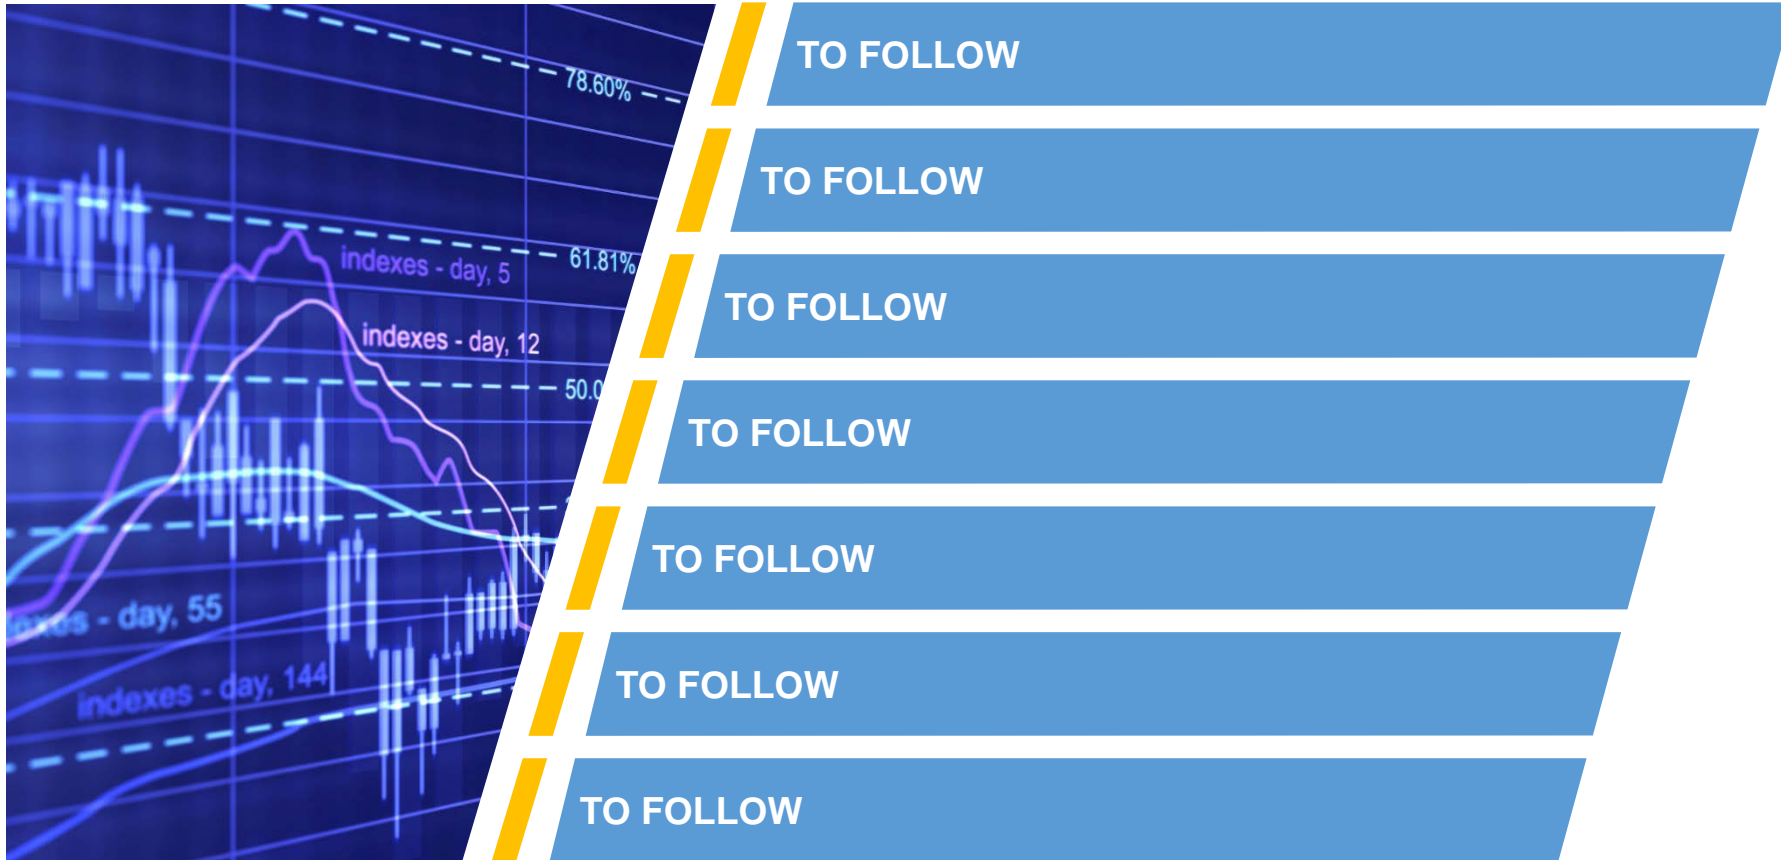 TO FOLLOW
78.60%
TO FOLLOW
61.81%
indexes - day, 5
TO FOLLOW
indexes - day, 12
50.0
TO FOLLOW
TO FOLLOW
- day, 55
indexes - day, 144
TO FOLLOW
TO FOLLOW